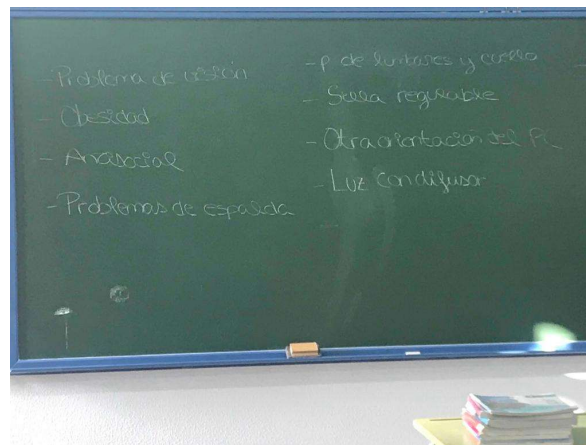 - Problema de visión
- Obesidad
- Anasocial
- Problemas de espalda
- P de lumbares y cuello
- Silla regulable
- Otra orientación del PC
- Luz con difusor